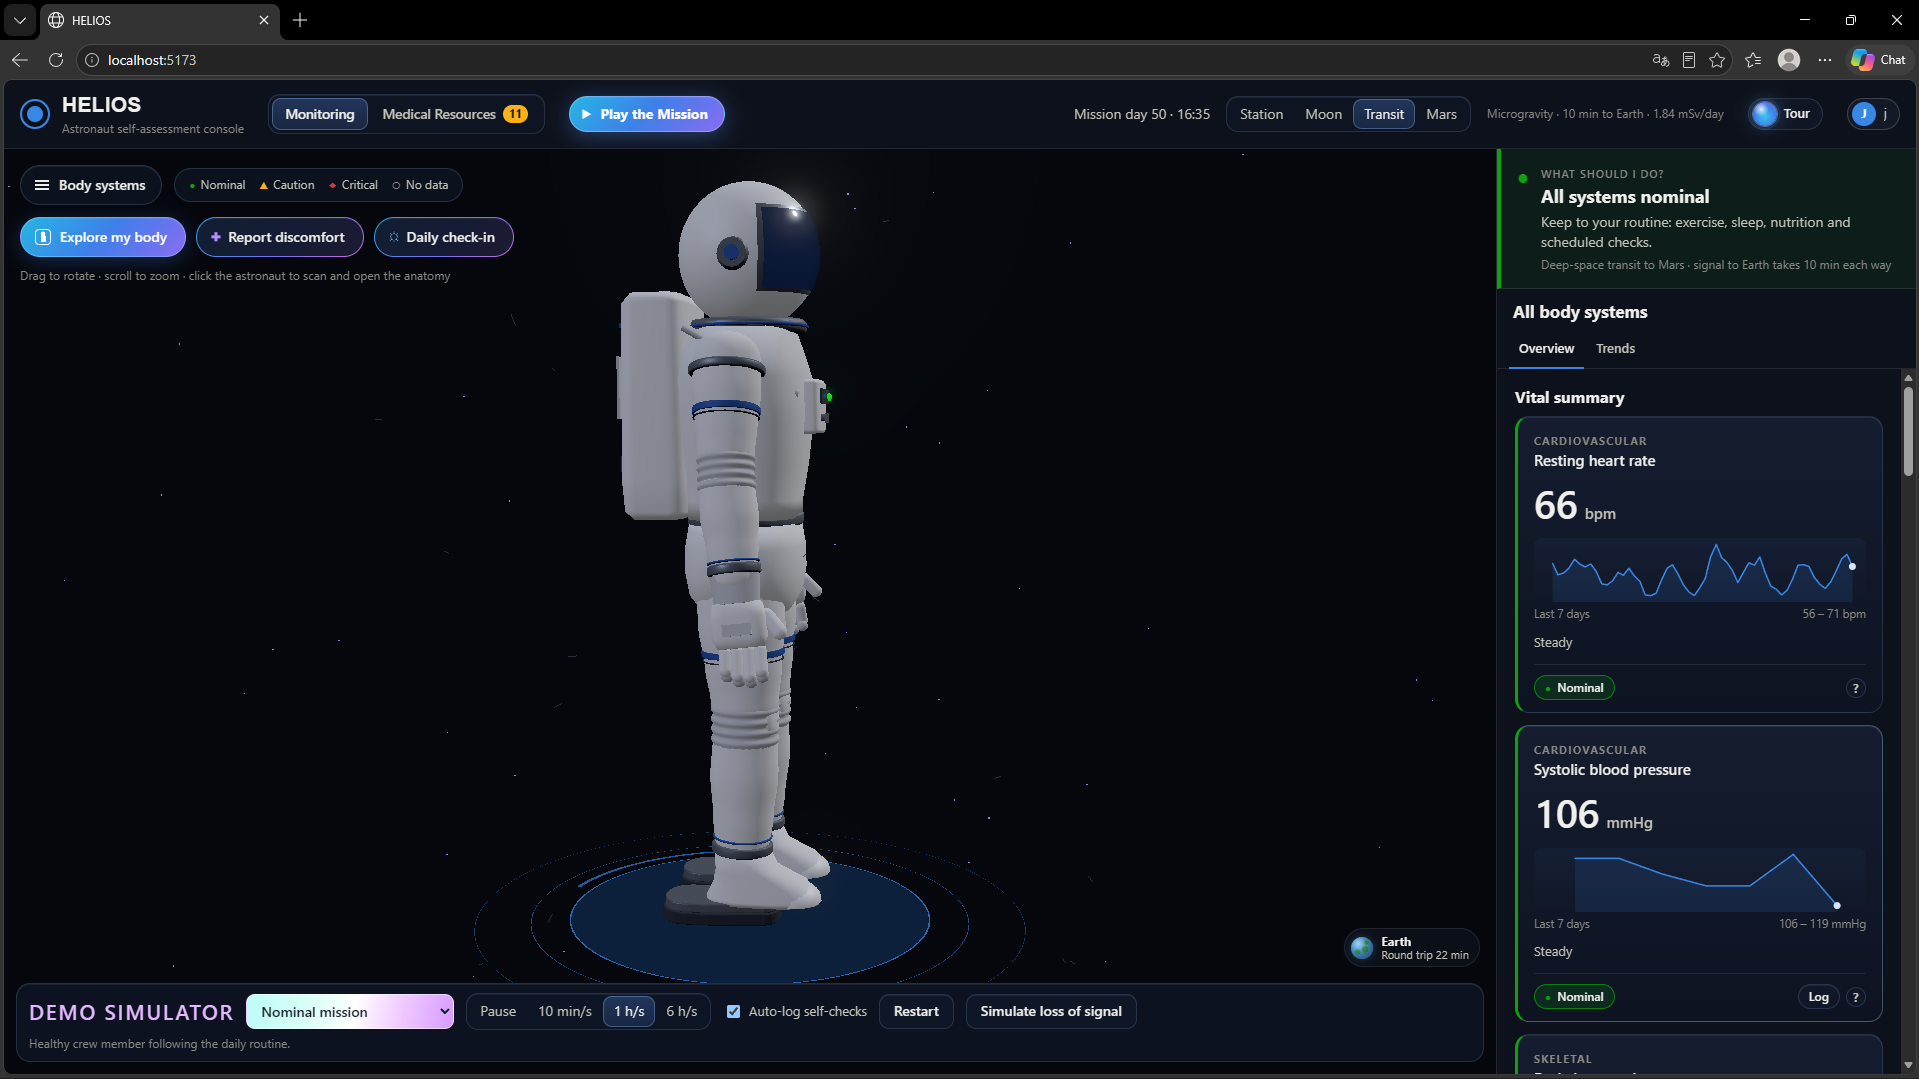 HELIOS
localhost:5173
Chat
HELIOS
Astronaut self-assessment console
Monitoring
Medical Resources 11
Play the Mission
Mission day 50 · 16:35
Station Moon Transit Mars
Microgravity · 10 min to Earth · 1.84 mSv/day
Tour
J j
Body systems
Nominal Caution Critical No data
Explore my body
Report discomfort
Daily check-in
Drag to rotate · scroll to zoom · click the astronaut to scan and open the anatomy
WHAT SHOULD I DO?
All systems nominal
Keep to your routine: exercise, sleep, nutrition and
scheduled checks.
Deep-space transit to Mars · signal to Earth takes 10 min each way
All body systems
Overview Trends
Vital summary
CARDIOVASCULAR
Resting heart rate
66 bpm
Last 7 days 56 – 71 bpm
Steady
Nominal ?
CARDIOVASCULAR
Systolic blood pressure
106 mmHg
Last 7 days 106 – 119 mmHg
Steady
Nominal Log ?
SKELETAL
Earth
Round trip 22 min
DEMO SIMULATOR
Nominal mission
Pause 10 min/s 1 h/s 6 h/s
Auto-log self-checks
Restart
Simulate loss of signal
Healthy crew member following the daily routine.